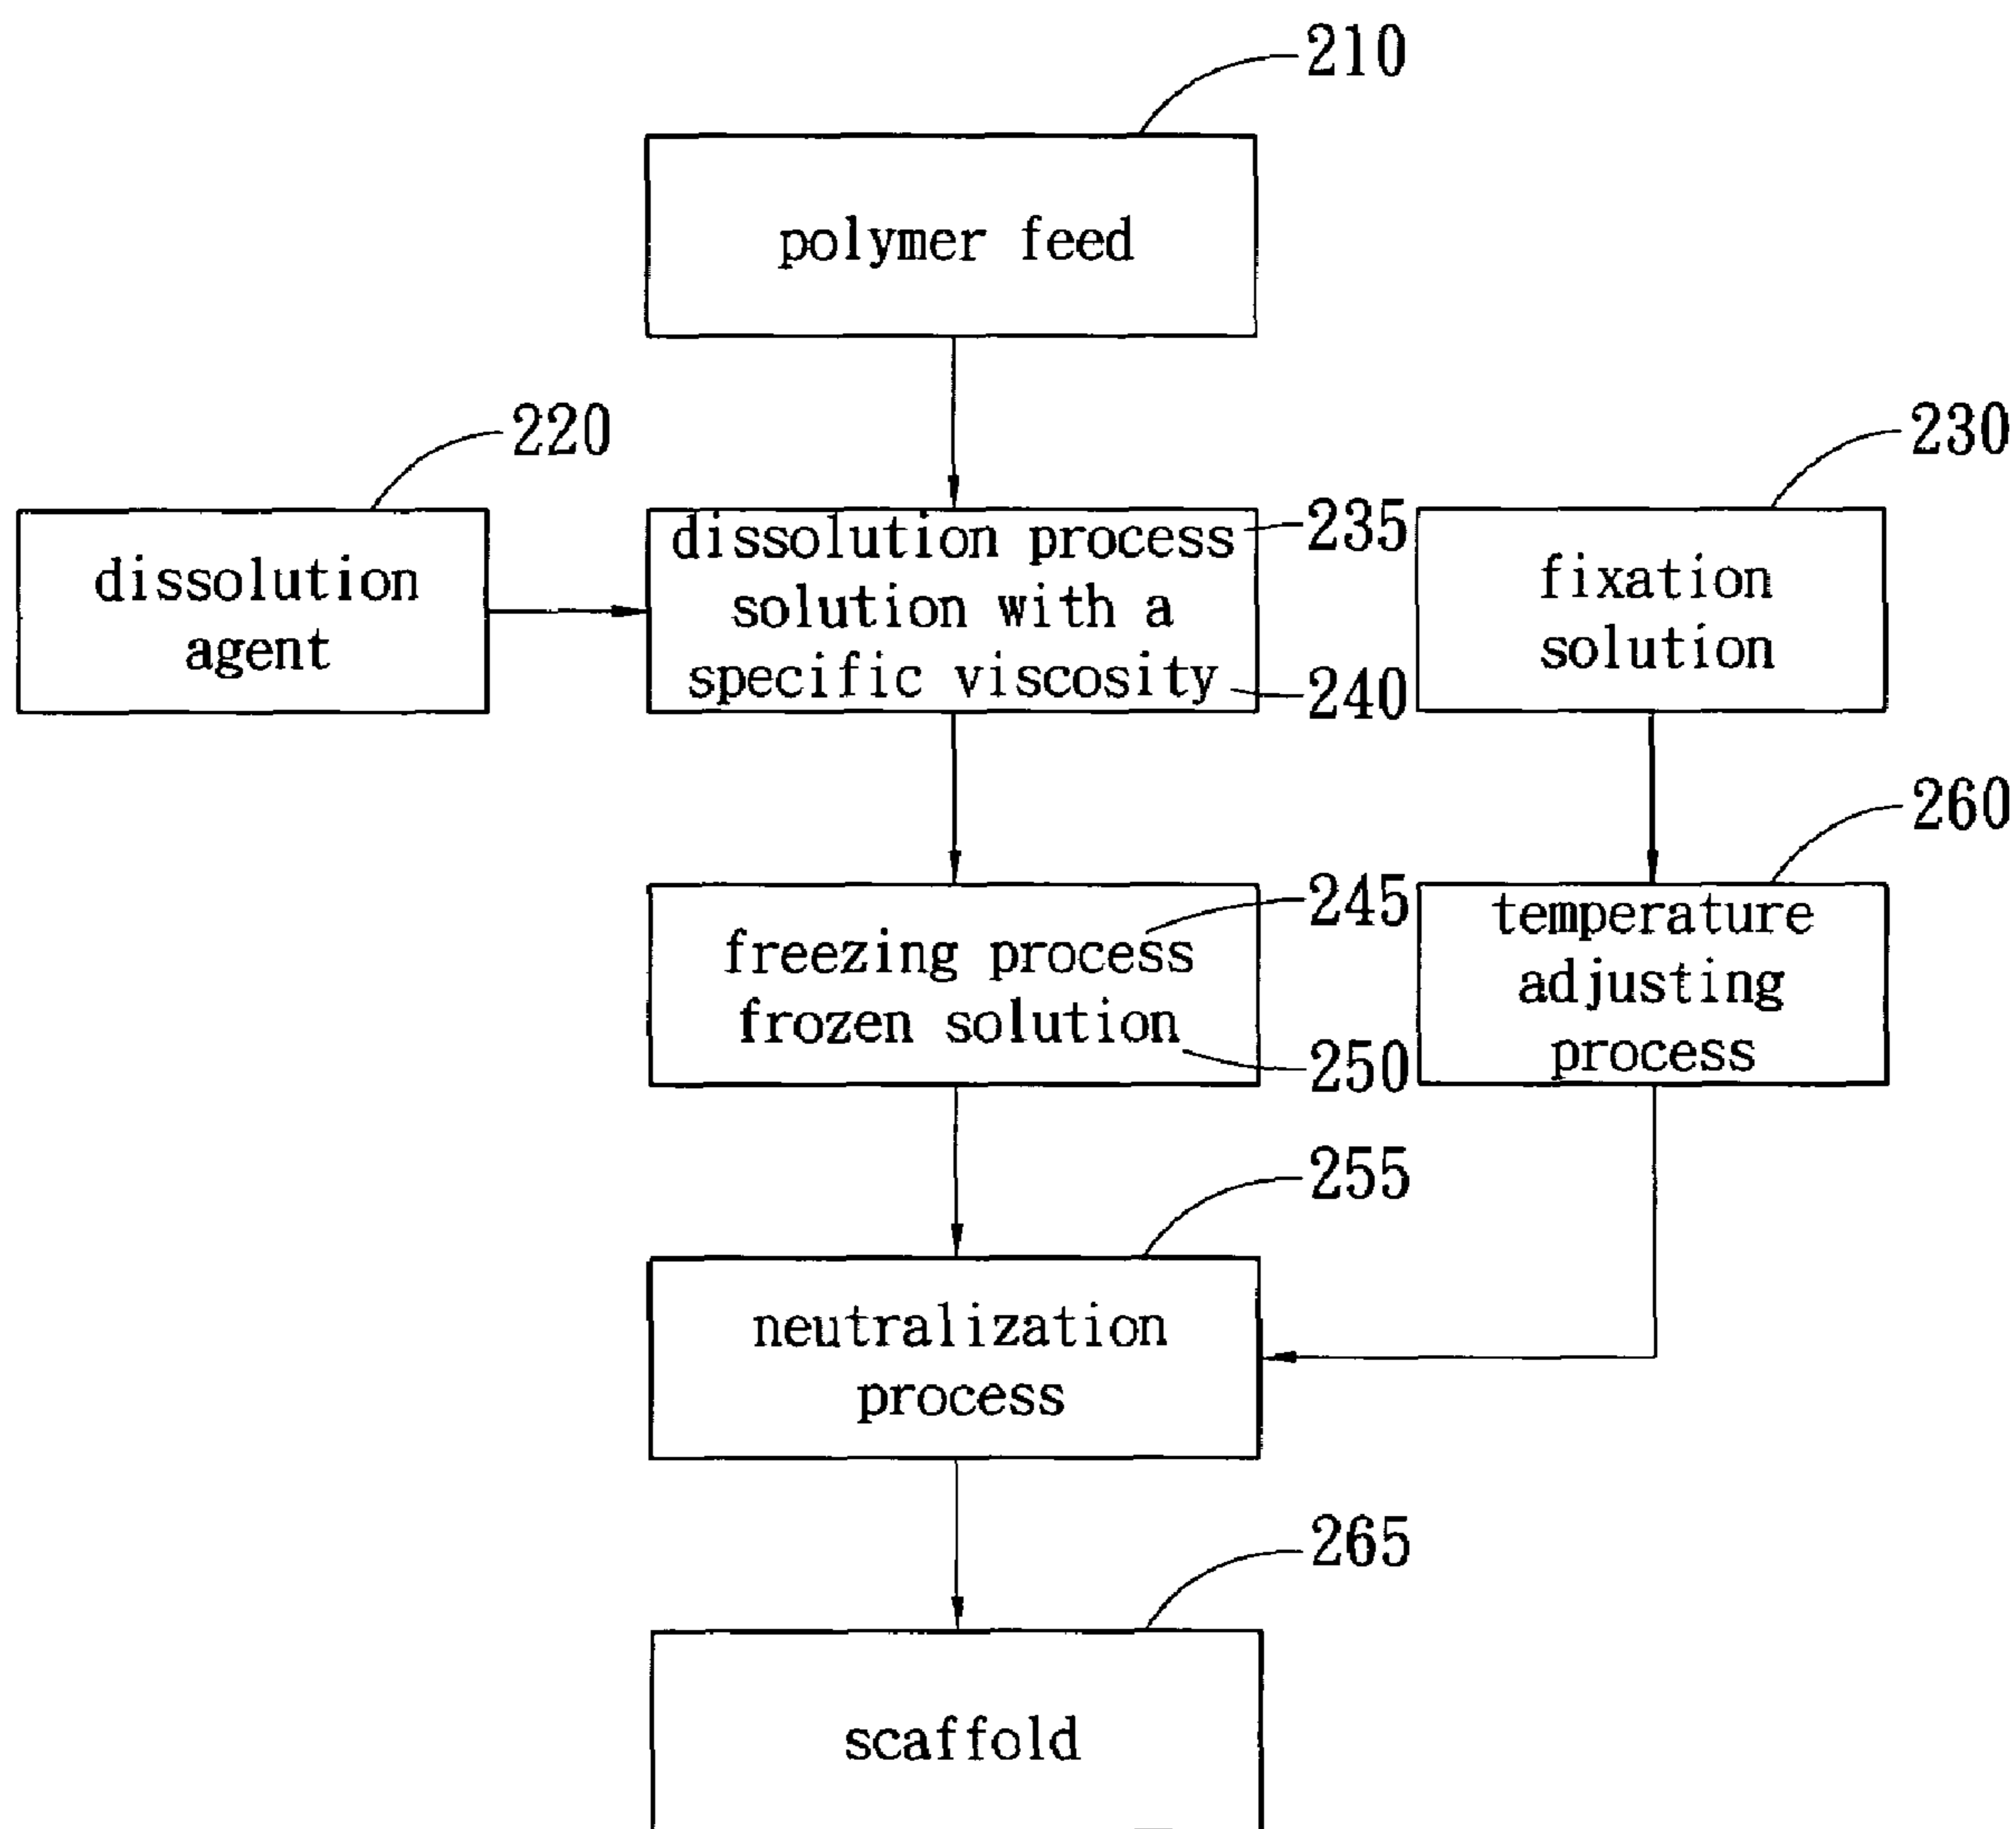 210
polymer feed
220
230
dissolution
agent
dissolution process
solution with a
specific viscosity
235
240
fixation
solution
260
245
freezing process
frozen solution
250
temperature
adjusting
process
255
neutralization
process
265
scaffold